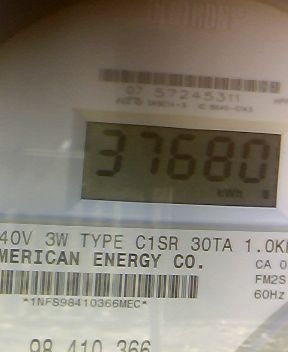 07 57245311
37680
kWh
40V 3W TYPE C1SR 30TA 1.0K
MERICAN ENERGY CO.
CA 0
FM2S
*1NFS98410366MEC*
60Hz
98 410 366